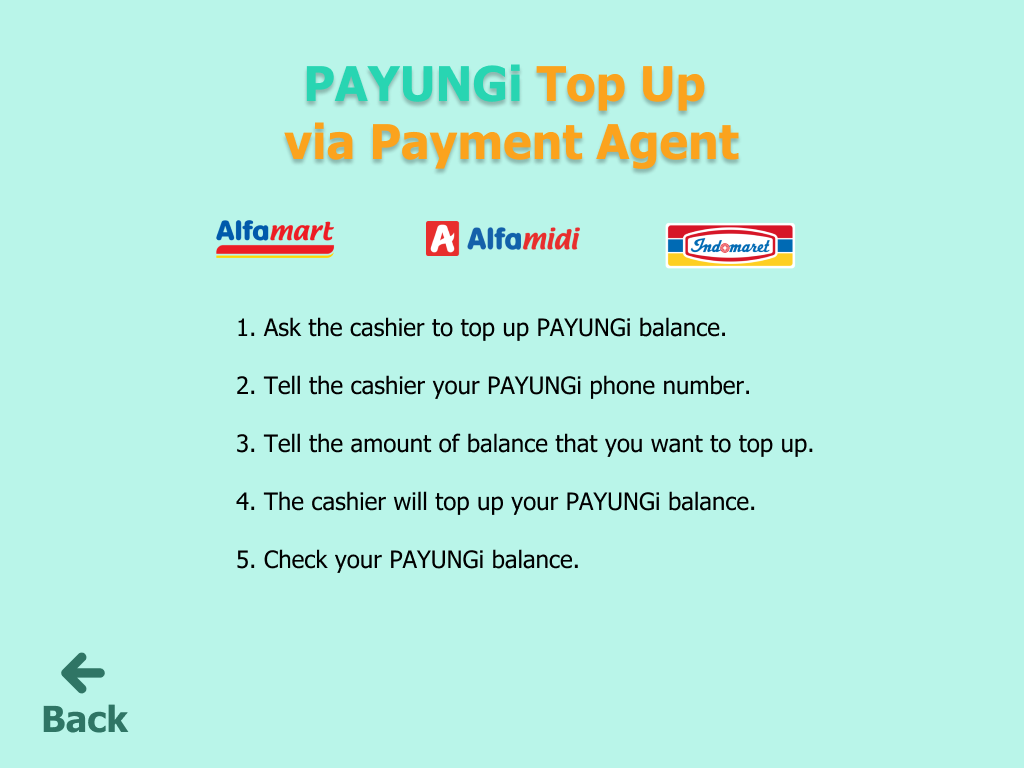 PAYUNGi Top Up
via Payment Agent
Alfamart
Alfamidi
Indomaret
1. Ask the cashier to top up PAYUNGi balance.
2. Tell the cashier your PAYUNGi phone number.
3. Tell the amount of balance that you want to top up.
4. The cashier will top up your PAYUNGi balance.
5. Check your PAYUNGi balance.
Back